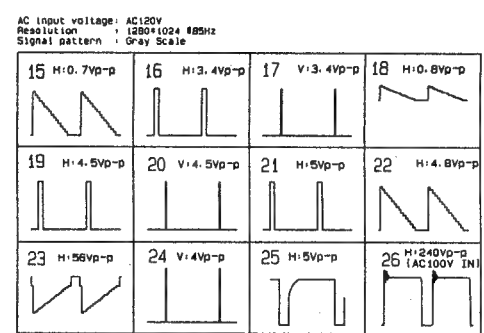 AC Input voltage: AC120V
Resolution : 1280*1024 @85Hz
Signal pattern : Gray Scale
15 H:0.7Vp-p
16 H:3.4Vp-p
17 V:3.4Vp-p
18 H:0.8Vp-p
19 H:4.5Vp-p
20 V:4.5Vp-p
21 H:5Vp-p
22 H:4.8Vp-p
23 H:56Vp-p
24 V:4Vp-p
25 H:5Vp-p
26 H:240Vp-p
(AC100V IN)